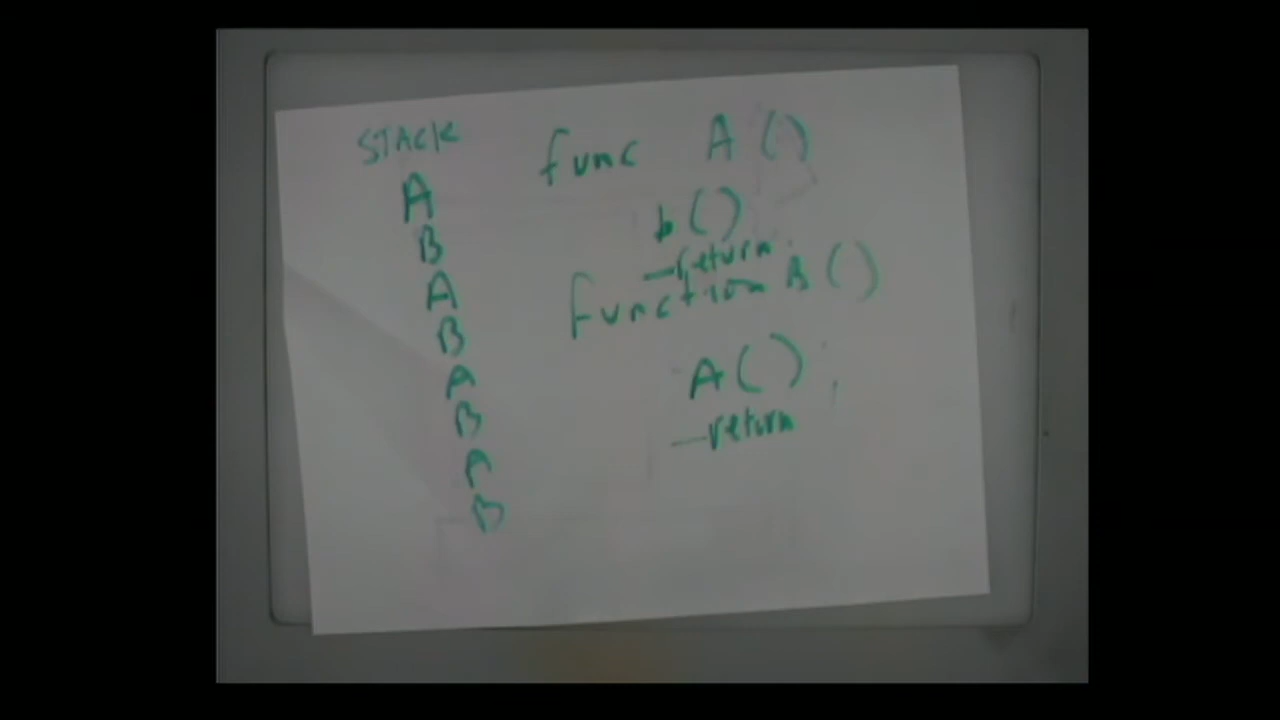 STACK
A
B
A
B
A
B
A
B
func A()
b()
—return
function B()
A();
—return